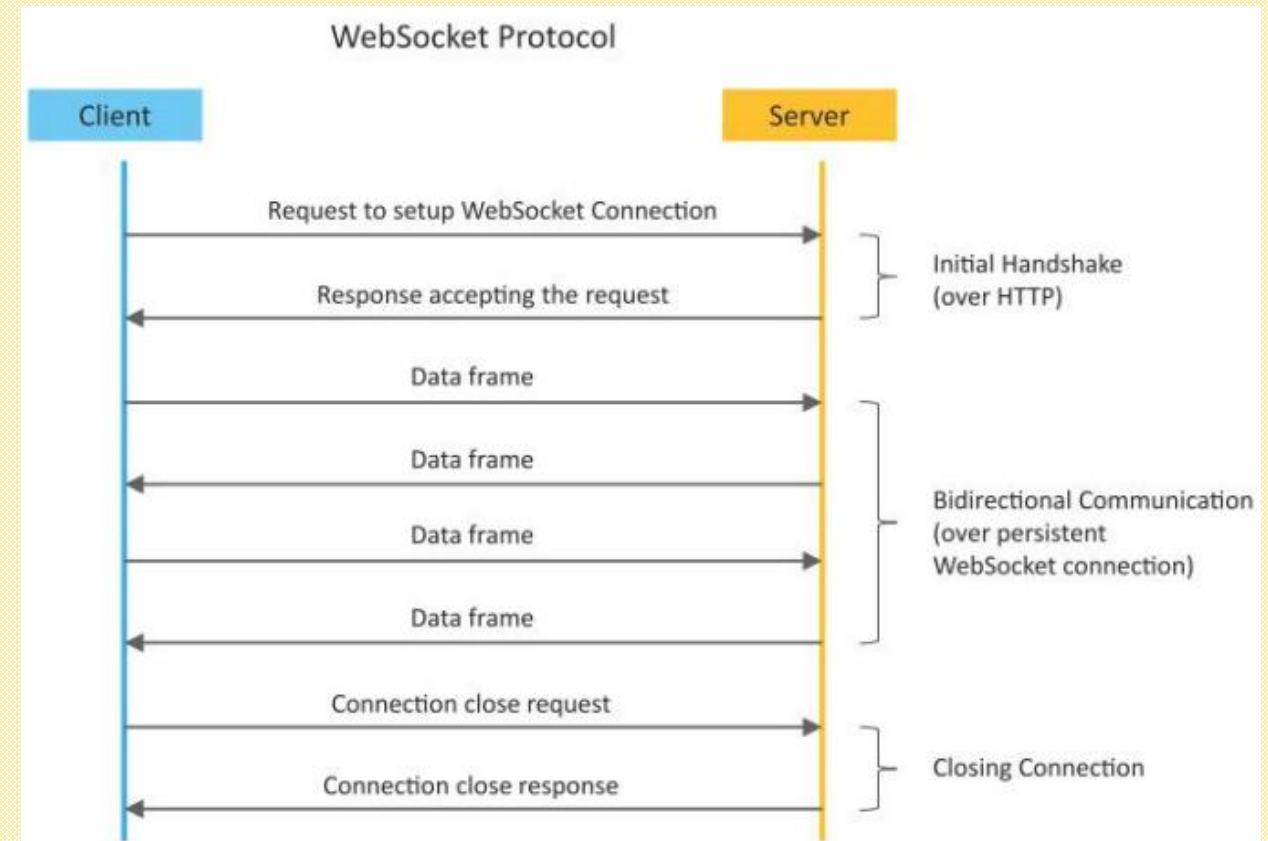 WebSocket Protocol
Client
Server
Request to setup WebSocket Connection
Response accepting the request
Initial Handshake
(over HTTP)
Data frame
Data frame
Data frame
Data frame
Bidirectional Communication
(over persistent
WebSocket connection)
Connection close request
Connection close response
Closing Connection